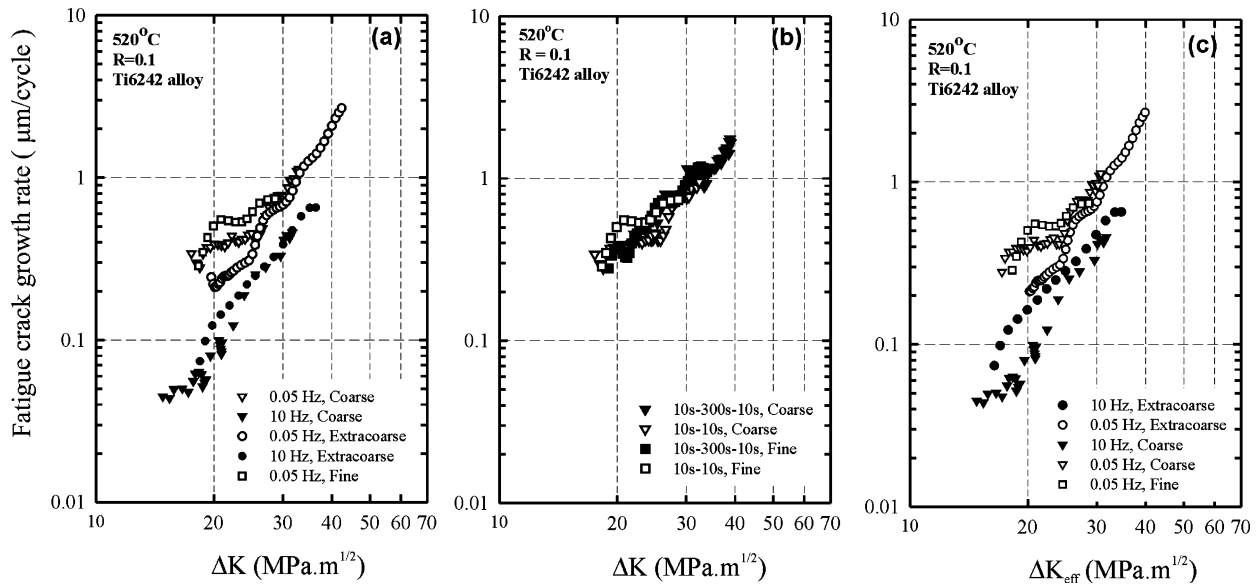 Fatigue crack growth rate ( µm/cycle)
10
1
0.1
0.01
520°C
R=0.1
Ti6242 alloy
(a)
0.05 Hz, Coarse
10 Hz, Coarse
0.05 Hz, Extracoarse
10 Hz, Extracoarse
0.05 Hz, Fine
10 20 30 40 50 60 70
ΔK (MPa.m^1/2)
10
1
0.1
0.01
520°C
R = 0.1
Ti6242 alloy
(b)
10s-300s-10s, Coarse
10s-10s, Coarse
10s-300s-10s, Fine
10s-10s, Fine
10 20 30 40 50 60 70
ΔK (MPa.m^1/2)
10
1
0.1
0.01
520°C
R=0.1
Ti6242 alloy
(c)
10 Hz, Extracoarse
0.05 Hz, Extracoarse
10 Hz, Coarse
0.05 Hz, Coarse
0.05 Hz, Fine
10 20 30 40 50 60 70
ΔKeff (MPa.m^1/2)